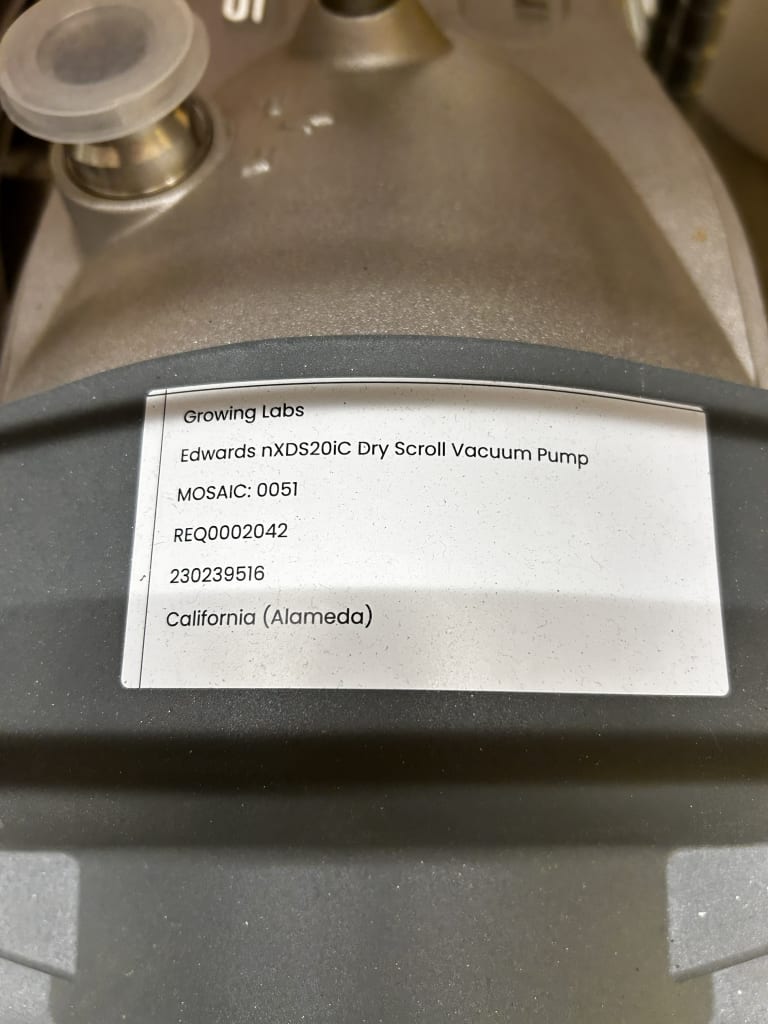 Growing Labs
Edwards nXDS20iC Dry Scroll Vacuum Pump
MOSAIC: 0051
REQ0002042
230239516
California (Alameda)